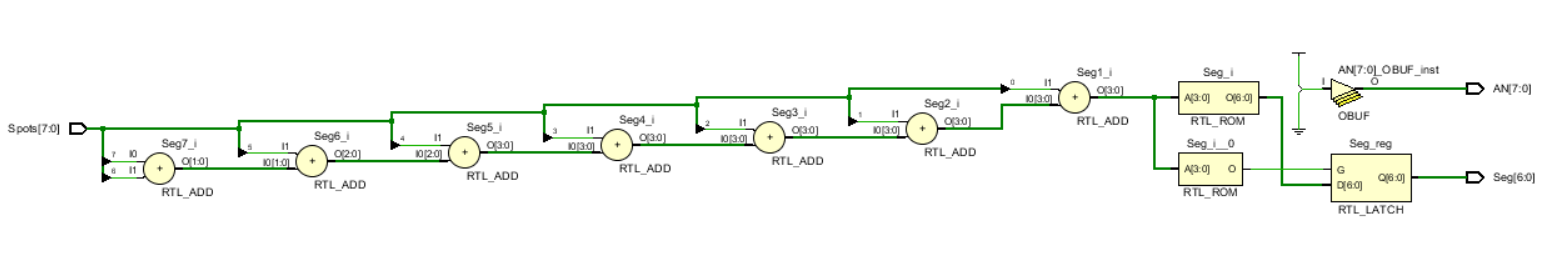 Spots[7:0]
Seg7_i
7
I0
6
I1
O[1:0]
+
RTL_ADD
Seg6_i
5
I1
I0[1:0]
O[2:0]
+
RTL_ADD
Seg5_i
4
I1
I0[2:0]
O[3:0]
+
RTL_ADD
Seg4_i
3
I1
I0[3:0]
O[3:0]
+
RTL_ADD
Seg3_i
2
I1
I0[3:0]
O[3:0]
+
RTL_ADD
Seg2_i
1
I1
I0[3:0]
O[3:0]
+
RTL_ADD
Seg1_i
0
I1
I0[3:0]
O[3:0]
+
RTL_ADD
Seg_i
A[3:0] O[6:0]
RTL_ROM
Seg_i__0
A[3:0] O
RTL_ROM
AN[7:0]_OBUF_inst
I
O
OBUF
AN[7:0]
Seg_reg
G
D[6:0]
Q[6:0]
RTL_LATCH
Seg[6:0]